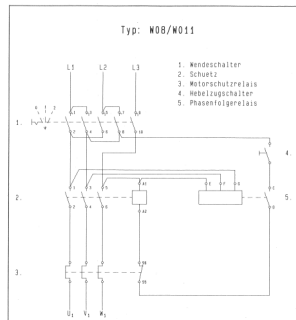 Typ: W08/W011
L1 L2 L3
1. Wendeschalter
2. Schuetz
3. Motorschutzrelais
4. Hebelzugschalter
5. Phasenfolgerelais
1.
4.
A1
2.
5.
A2
3.
U1 V1 W1